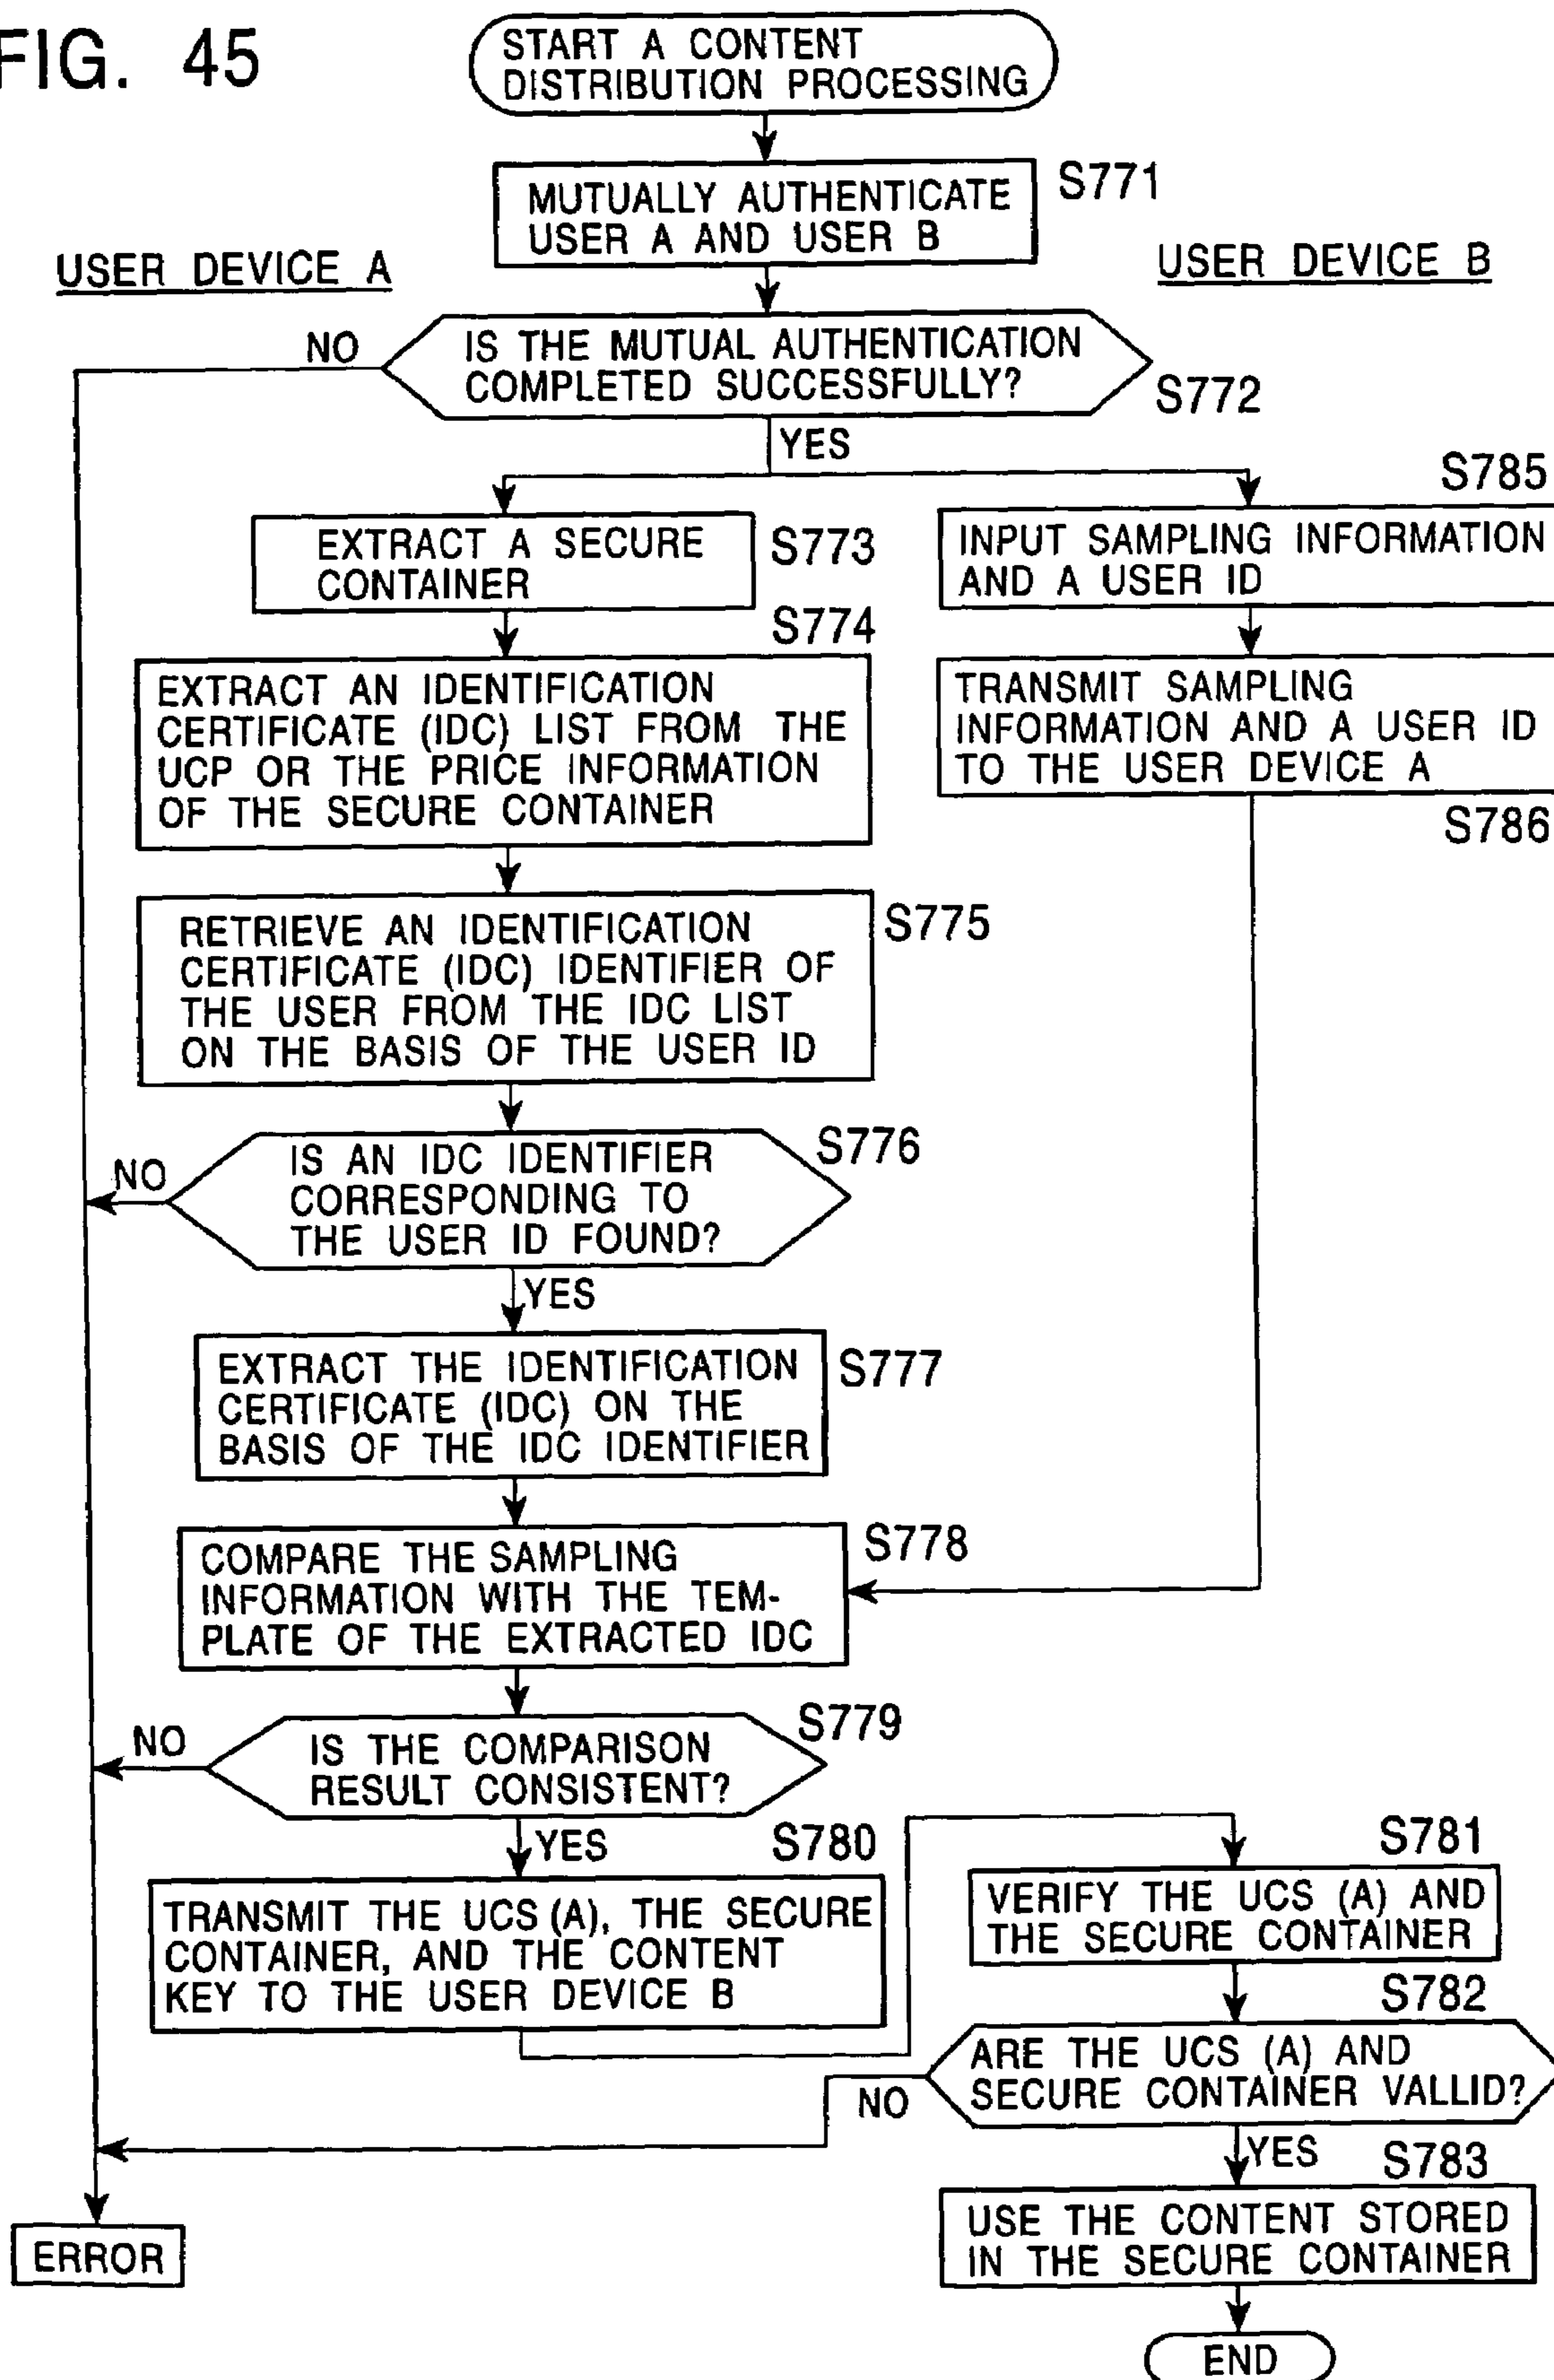 FIG. 45
START A CONTENT
DISTRIBUTION PROCESSING
MUTUALLY AUTHENTICATE
USER A AND USER B
S771
USER DEVICE A
USER DEVICE B
IS THE MUTUAL AUTHENTICATION
COMPLETED SUCCESSFULLY?
NO
S772
YES
EXTRACT A SECURE
CONTAINER
S773
S785
INPUT SAMPLING INFORMATION
AND A USER ID
S774
EXTRACT AN IDENTIFICATION
CERTIFICATE (IDC) LIST FROM THE
UCP OR THE PRICE INFORMATION
OF THE SECURE CONTAINER
TRANSMIT SAMPLING
INFORMATION AND A USER ID
TO THE USER DEVICE A
S786
RETRIEVE AN IDENTIFICATION
CERTIFICATE (IDC) IDENTIFIER OF
THE USER FROM THE IDC LIST
ON THE BASIS OF THE USER ID
S775
IS AN IDC IDENTIFIER
CORRESPONDING TO
THE USER ID FOUND?
S776
NO
YES
EXTRACT THE IDENTIFICATION
CERTIFICATE (IDC) ON THE
BASIS OF THE IDC IDENTIFIER
S777
COMPARE THE SAMPLING
INFORMATION WITH THE TEM-
PLATE OF THE EXTRACTED IDC
S778
IS THE COMPARISON
RESULT CONSISTENT?
S779
NO
YES
S780
TRANSMIT THE UCS (A), THE SECURE
CONTAINER, AND THE CONTENT
KEY TO THE USER DEVICE B
S781
VERIFY THE UCS (A) AND
THE SECURE CONTAINER
S782
ARE THE UCS (A) AND
SECURE CONTAINER VALLID?
NO
YES
S783
USE THE CONTENT STORED
IN THE SECURE CONTAINER
ERROR
END